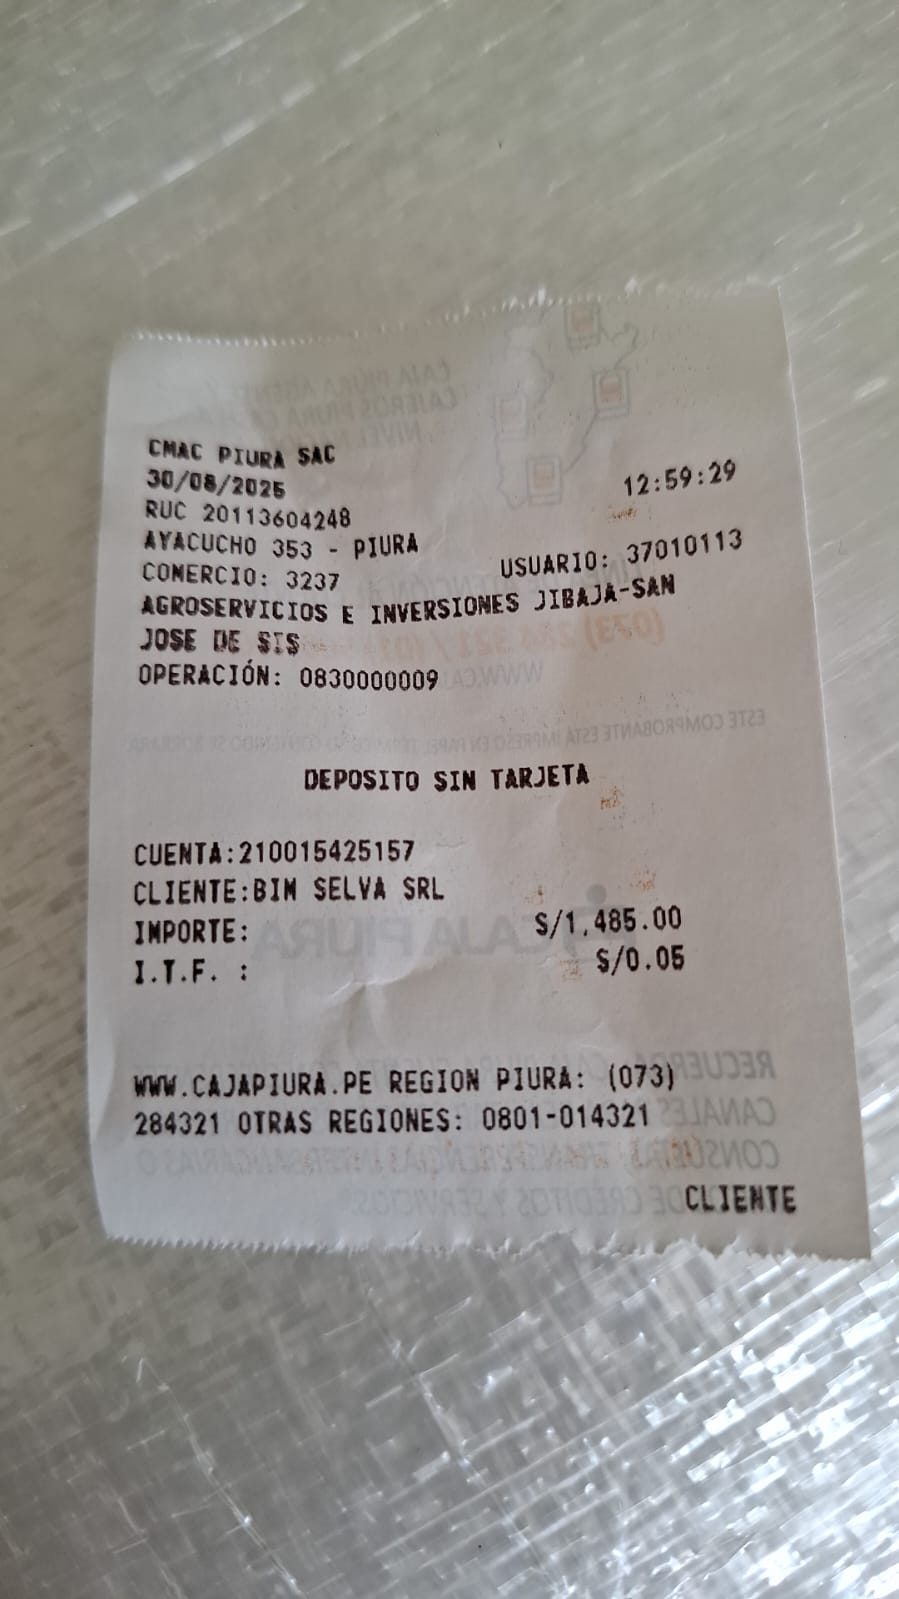 CMAC PIURA SAC
30/08/2025 12:59:29
RUC 20113604248
AYACUCHO 353 - PIURA
COMERCIO: 3237 USUARIO: 37010113
AGROSERVICIOS E INVERSIONES JIBAJA-SAN
JOSE DE SIS
OPERACIÓN: 0830000009
DEPOSITO SIN TARJETA
CUENTA:210015425157
CLIENTE:BIM SELVA SRL
IMPORTE: S/1,485.00
I.T.F. : S/0.05
WWW.CAJAPIURA.PE REGION PIURA: (073)
284321 OTRAS REGIONES: 0801-014321
CLIENTE